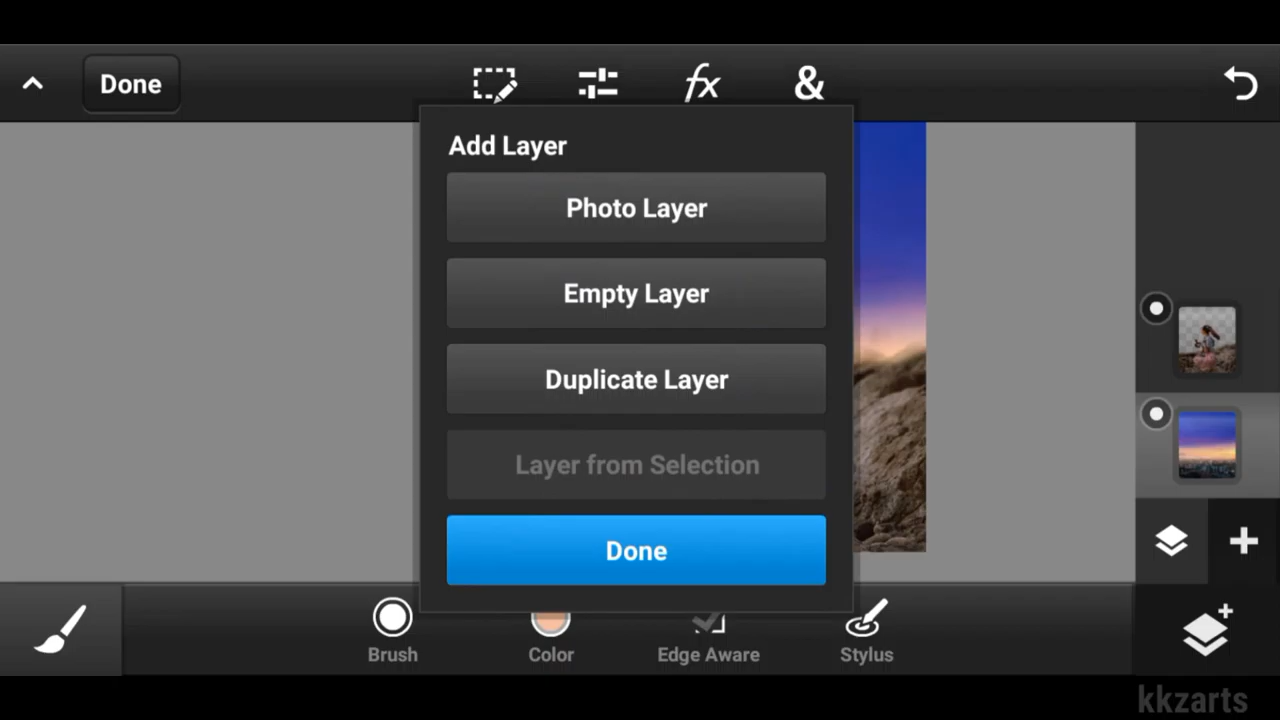 Done
fx
&
Add Layer
Photo Layer
Empty Layer
Duplicate Layer
Layer from Selection
Done
Brush
Color
Edge Aware
Stylus
kkzarts